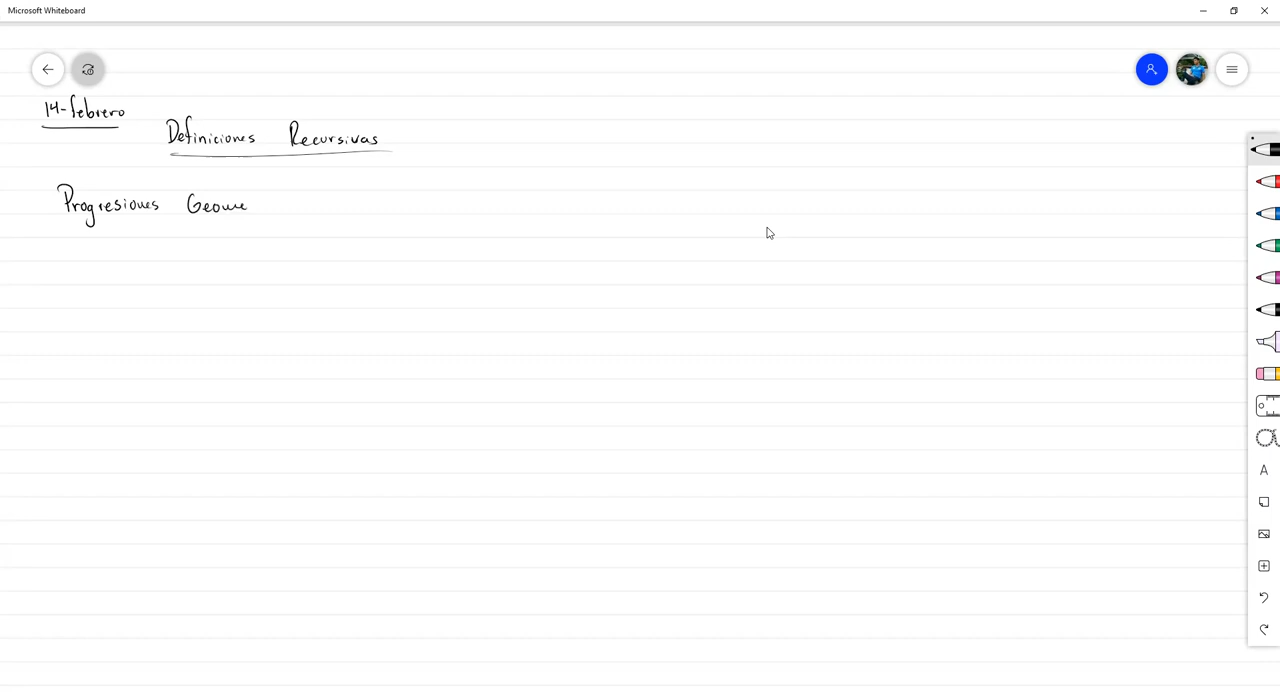 Microsoft Whiteboard
14-febrero
Definiciones Recursivas
Progresiones Geome
A